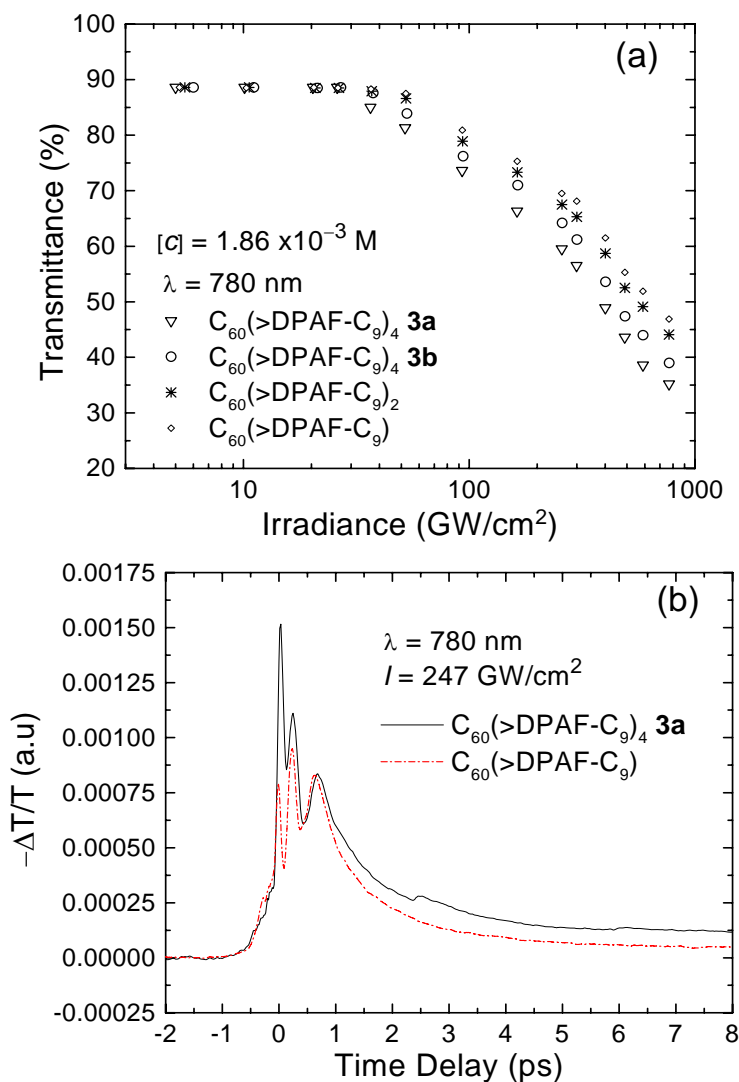 (a)
100
90
80
70
60
50
40
30
20
Transmittance (%)
[c] = 1.86 x10⁻³ M
λ = 780 nm
C₆₀(>DPAF-C₉)₄ 3a
C₆₀(>DPAF-C₉)₄ 3b
C₆₀(>DPAF-C₉)₂
C₆₀(>DPAF-C₉)
10 100 1000
Irradiance (GW/cm²)
(b)
0.00175
0.00150
0.00125
0.00100
0.00075
0.00050
0.00025
0.00000
-0.00025
−ΔT/T (a.u)
λ = 780 nm
I = 247 GW/cm²
C₆₀(>DPAF-C₉)₄ 3a
C₆₀(>DPAF-C₉)
-2 -1 0 1 2 3 4 5 6 7 8
Time Delay (ps)